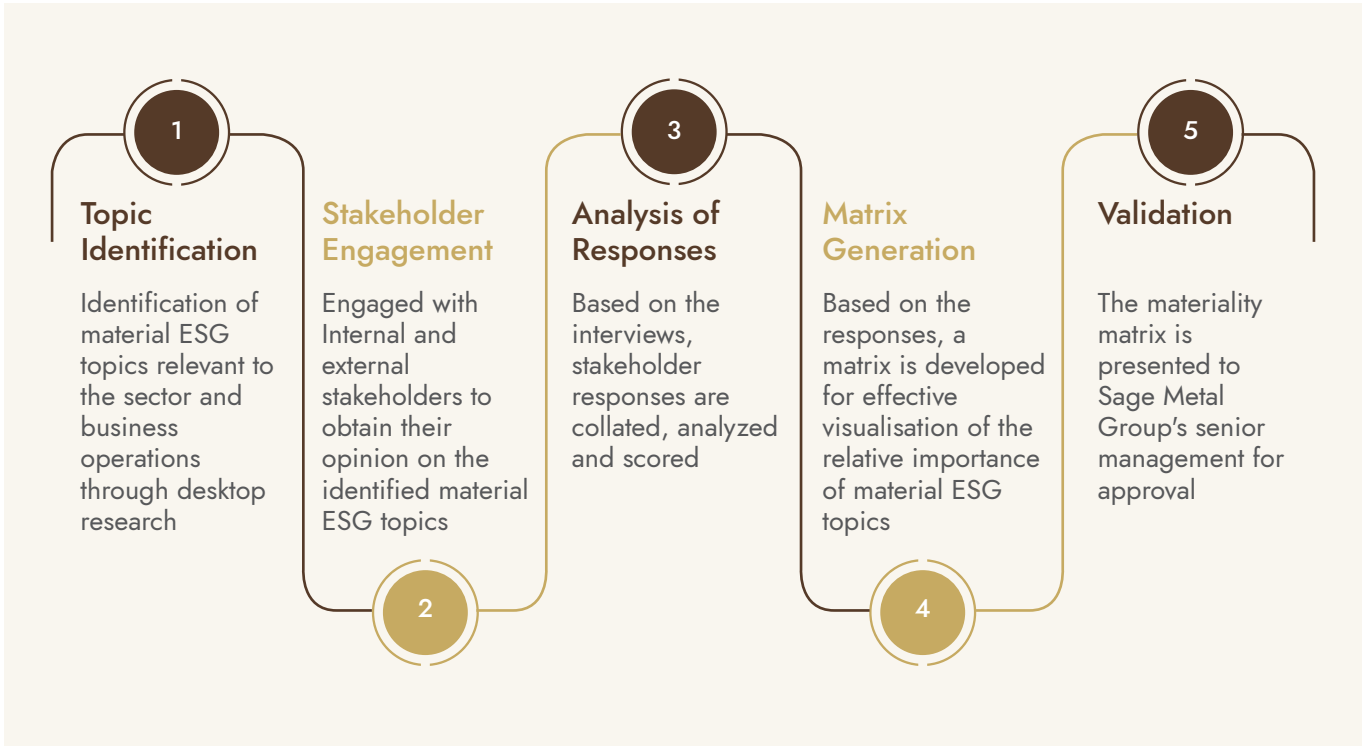 1
Topic
Identification
Identification of
material ESG
topics relevant to
the sector and
business
operations
through desktop
research
2
Stakeholder
Engagement
Engaged with
Internal and
external
stakeholders to
obtain their
opinion on the
identified material
ESG topics
3
Analysis of
Responses
Based on the
interviews,
stakeholder
responses are
collated, analyzed
and scored
4
Matrix
Generation
Based on the
responses, a
matrix is developed
for effective
visualisation of the
relative importance
of material ESG
topics
5
Validation
The materiality
matrix is
presented to
Sage Metal
Group's senior
management for
approval